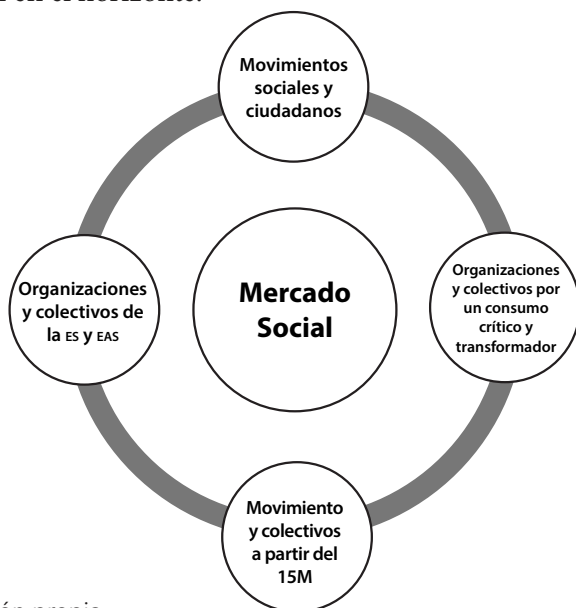 en el horizonte.
Movimientos
sociales y
ciudadanos
Organizaciones
y colectivos de
la ES y EAS
Mercado
Social
Organizaciones
y colectivos por
un consumo
crítico y
transformador
Movimiento
y colectivos
a partir del
15M
propia